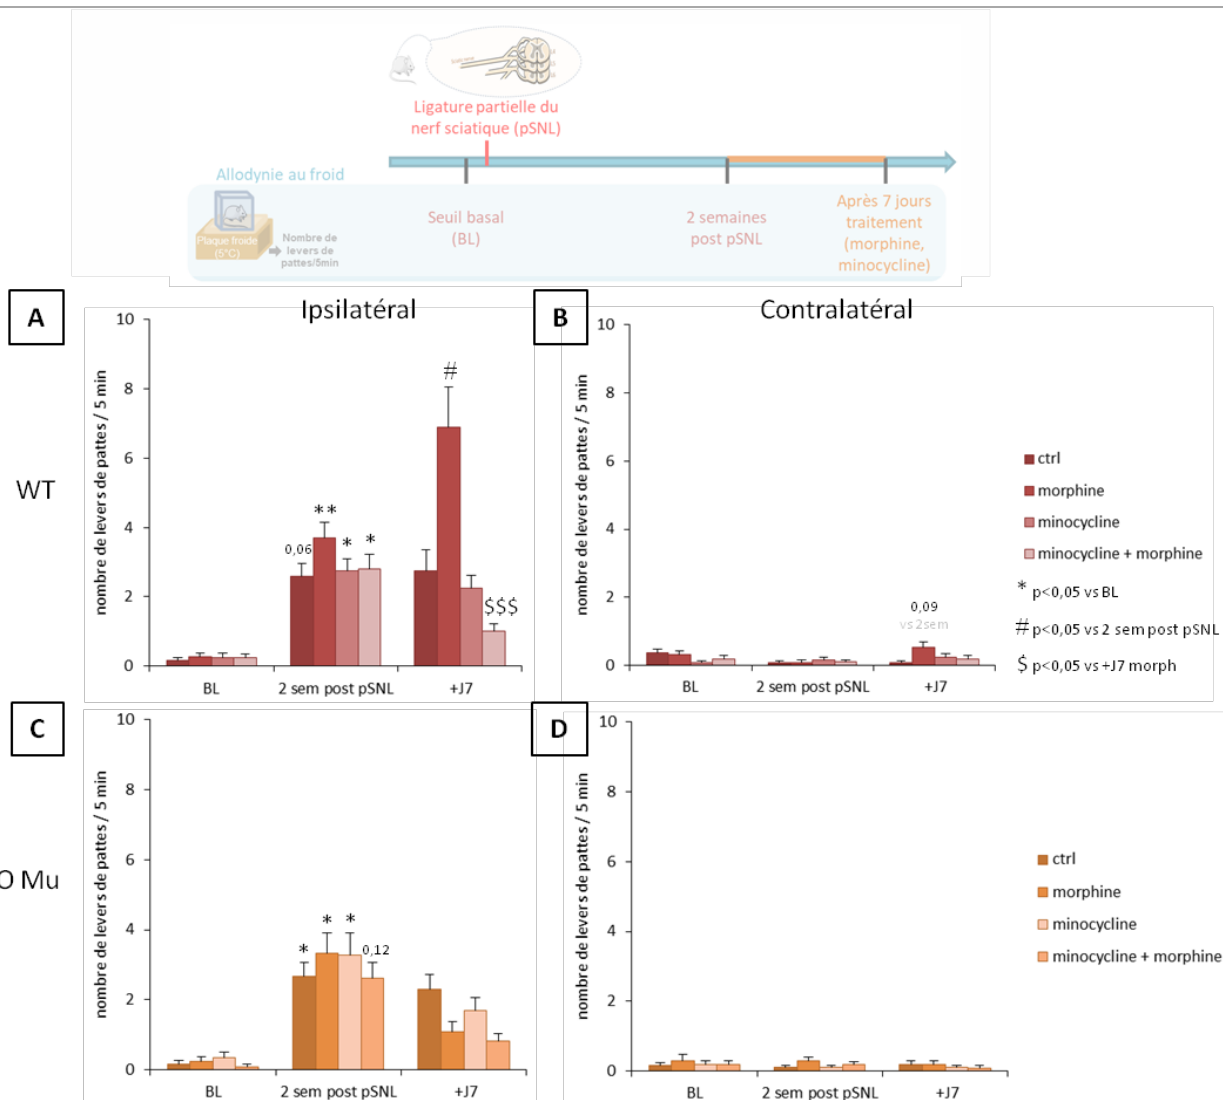 Ligature partielle du
nerf sciatique (pSNL)
Allodynie au froid
Plaque froide
(5°C)
Nombre de
levers de
pattes/5min
Seuil basal
(BL)
2 semaines
post pSNL
Après 7 jours
traitement
(morphine,
minocycline)
A
Ipsilatéral
B
Contralatéral
WT
nombre de levers de pattes / 5 min
10
8
6
4
2
0
0,06
**
*
*
#
$$$
BL
2 sem post pSNL
+J7
nombre de levers de pattes / 5 min
10
8
6
4
2
0
0,09
vs 2sem
BL
2 sem post pSNL
+J7
ctrl
morphine
minocycline
minocycline + morphine
* p<0,05 vs BL
# p<0,05 vs 2 sem post pSNL
$ p<0,05 vs +J7 morph
C
D
O Mu
nombre de levers de pattes / 5 min
10
8
6
4
2
0
*
*
*
0,12
BL
2 sem post pSNL
+J7
nombre de levers de pattes / 5 min
10
8
6
4
2
0
BL
2 sem post pSNL
+J7
ctrl
morphine
minocycline
minocycline + morphine